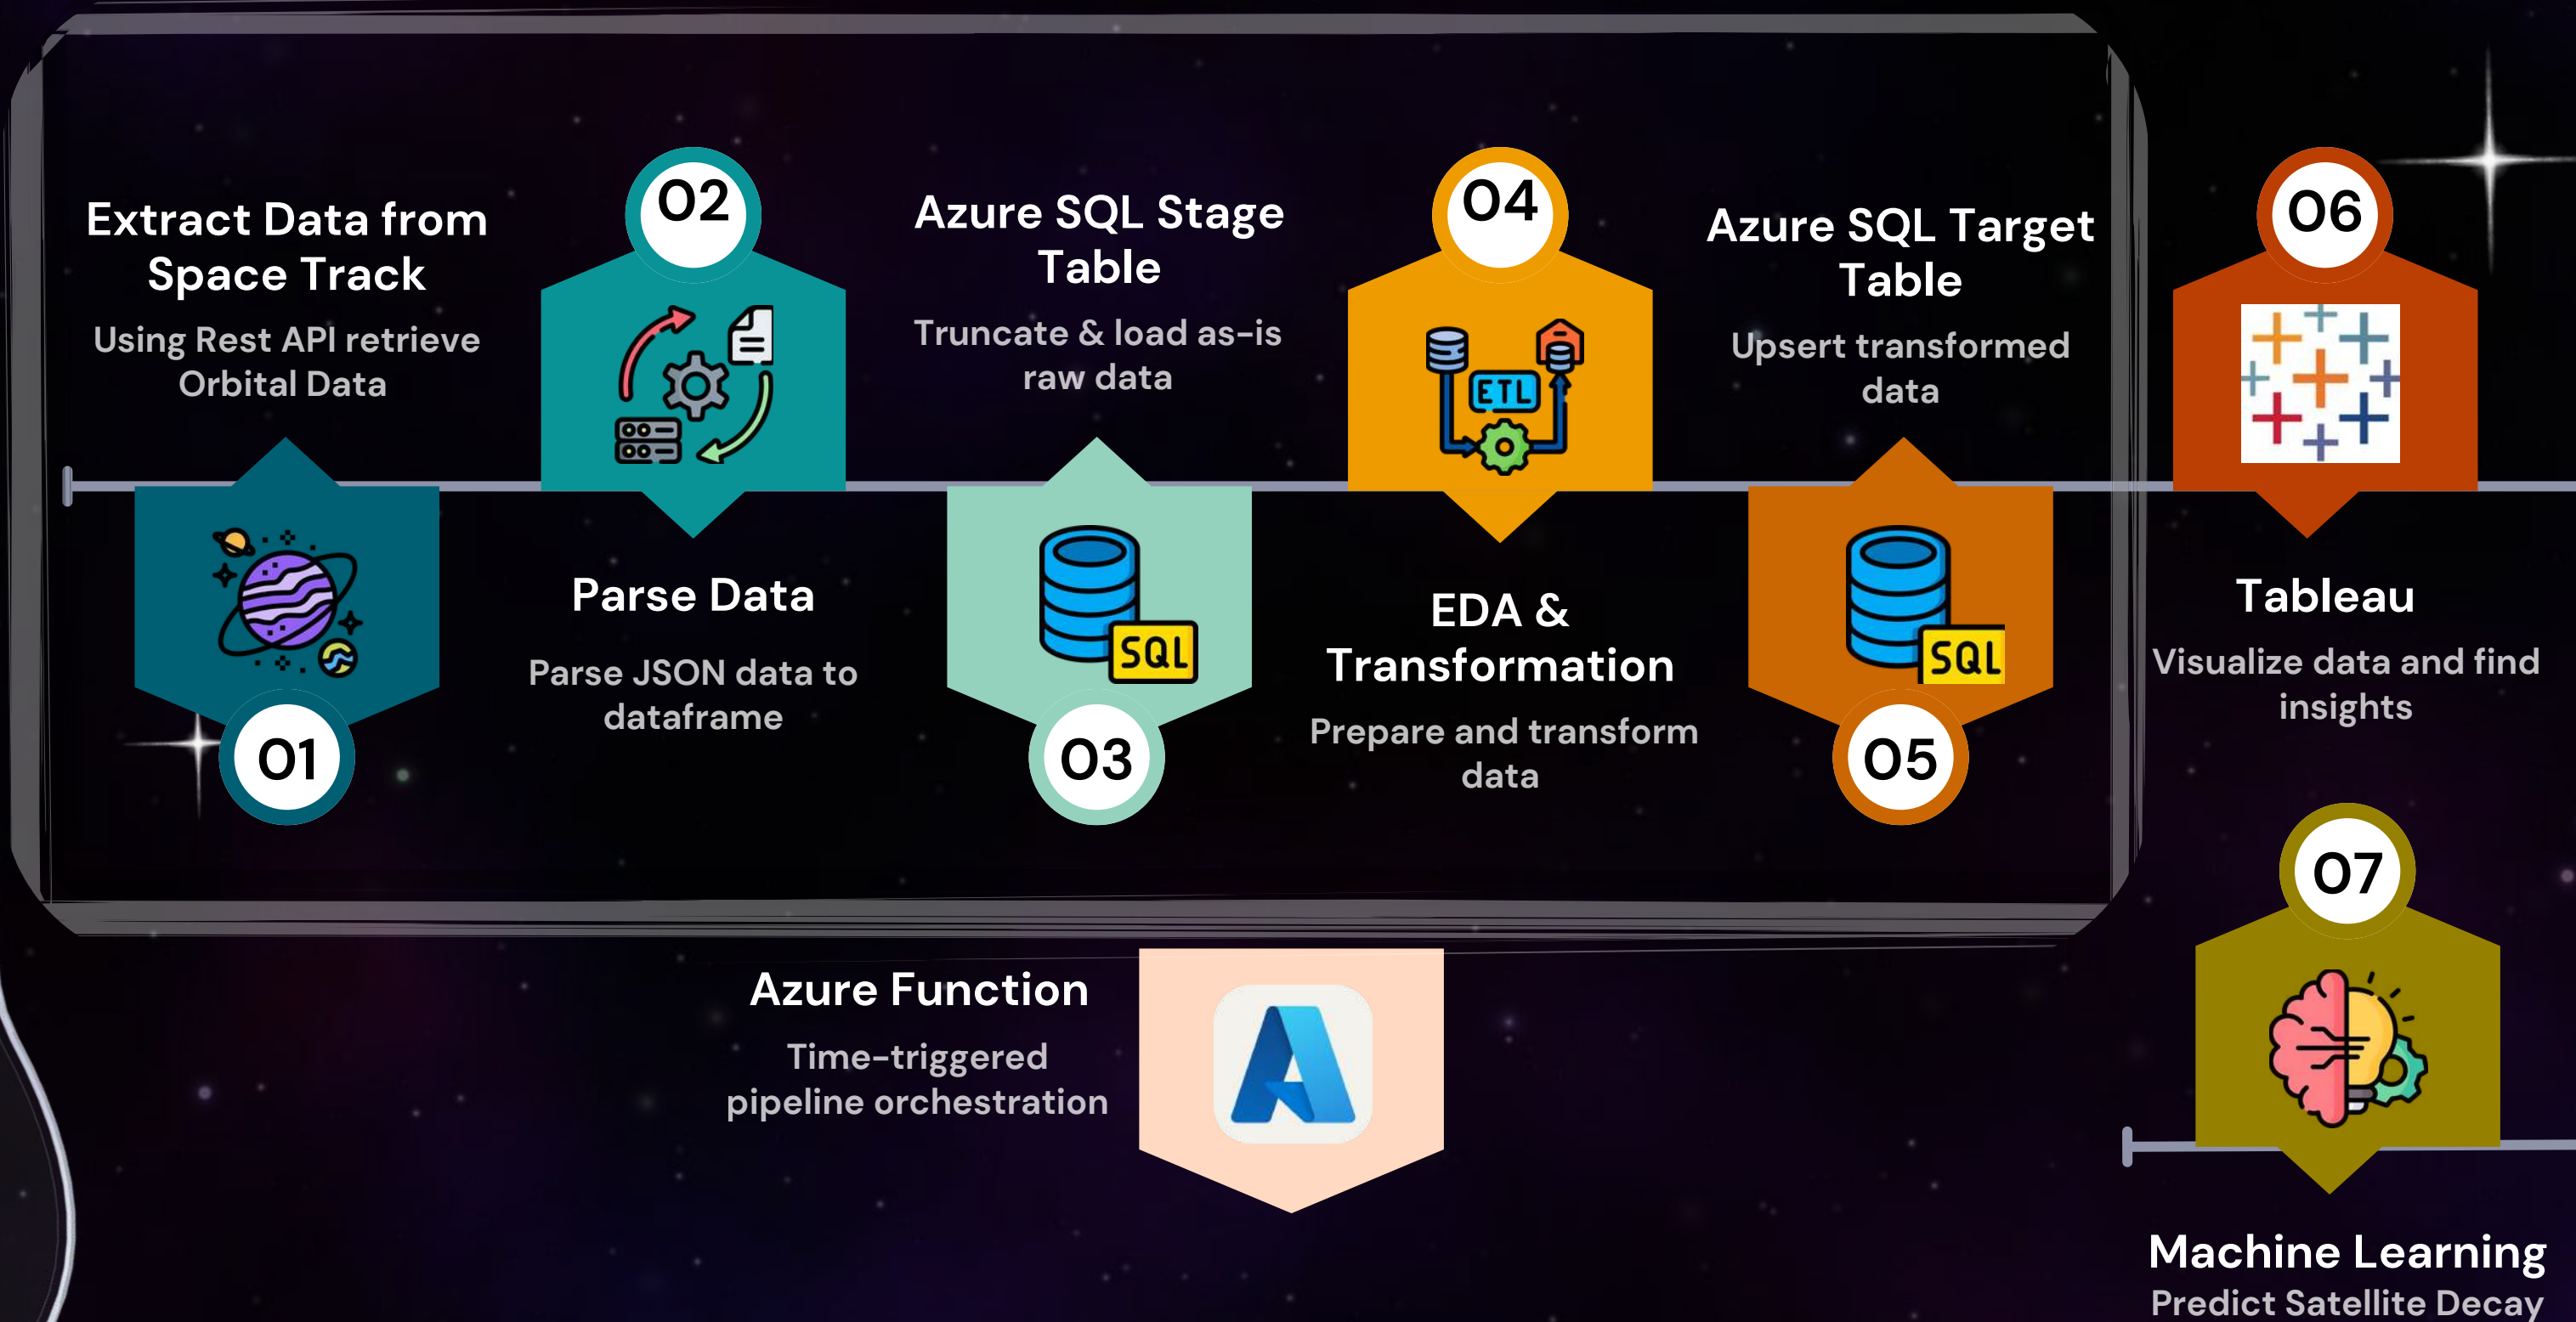 Extract Data from
Space Track
Using Rest API retrieve
Orbital Data
01
02
Parse Data
Parse JSON data to
dataframe
Azure SQL Stage
Table
Truncate & load as-is
raw data
SQL
03
04
ETL
EDA &
Transformation
Prepare and transform
data
Azure SQL Target
Table
Upsert transformed
data
SQL
05
06
Tableau
Visualize data and find
insights
Azure Function
Time-triggered
pipeline orchestration
07
Machine Learning
Predict Satellite Decay